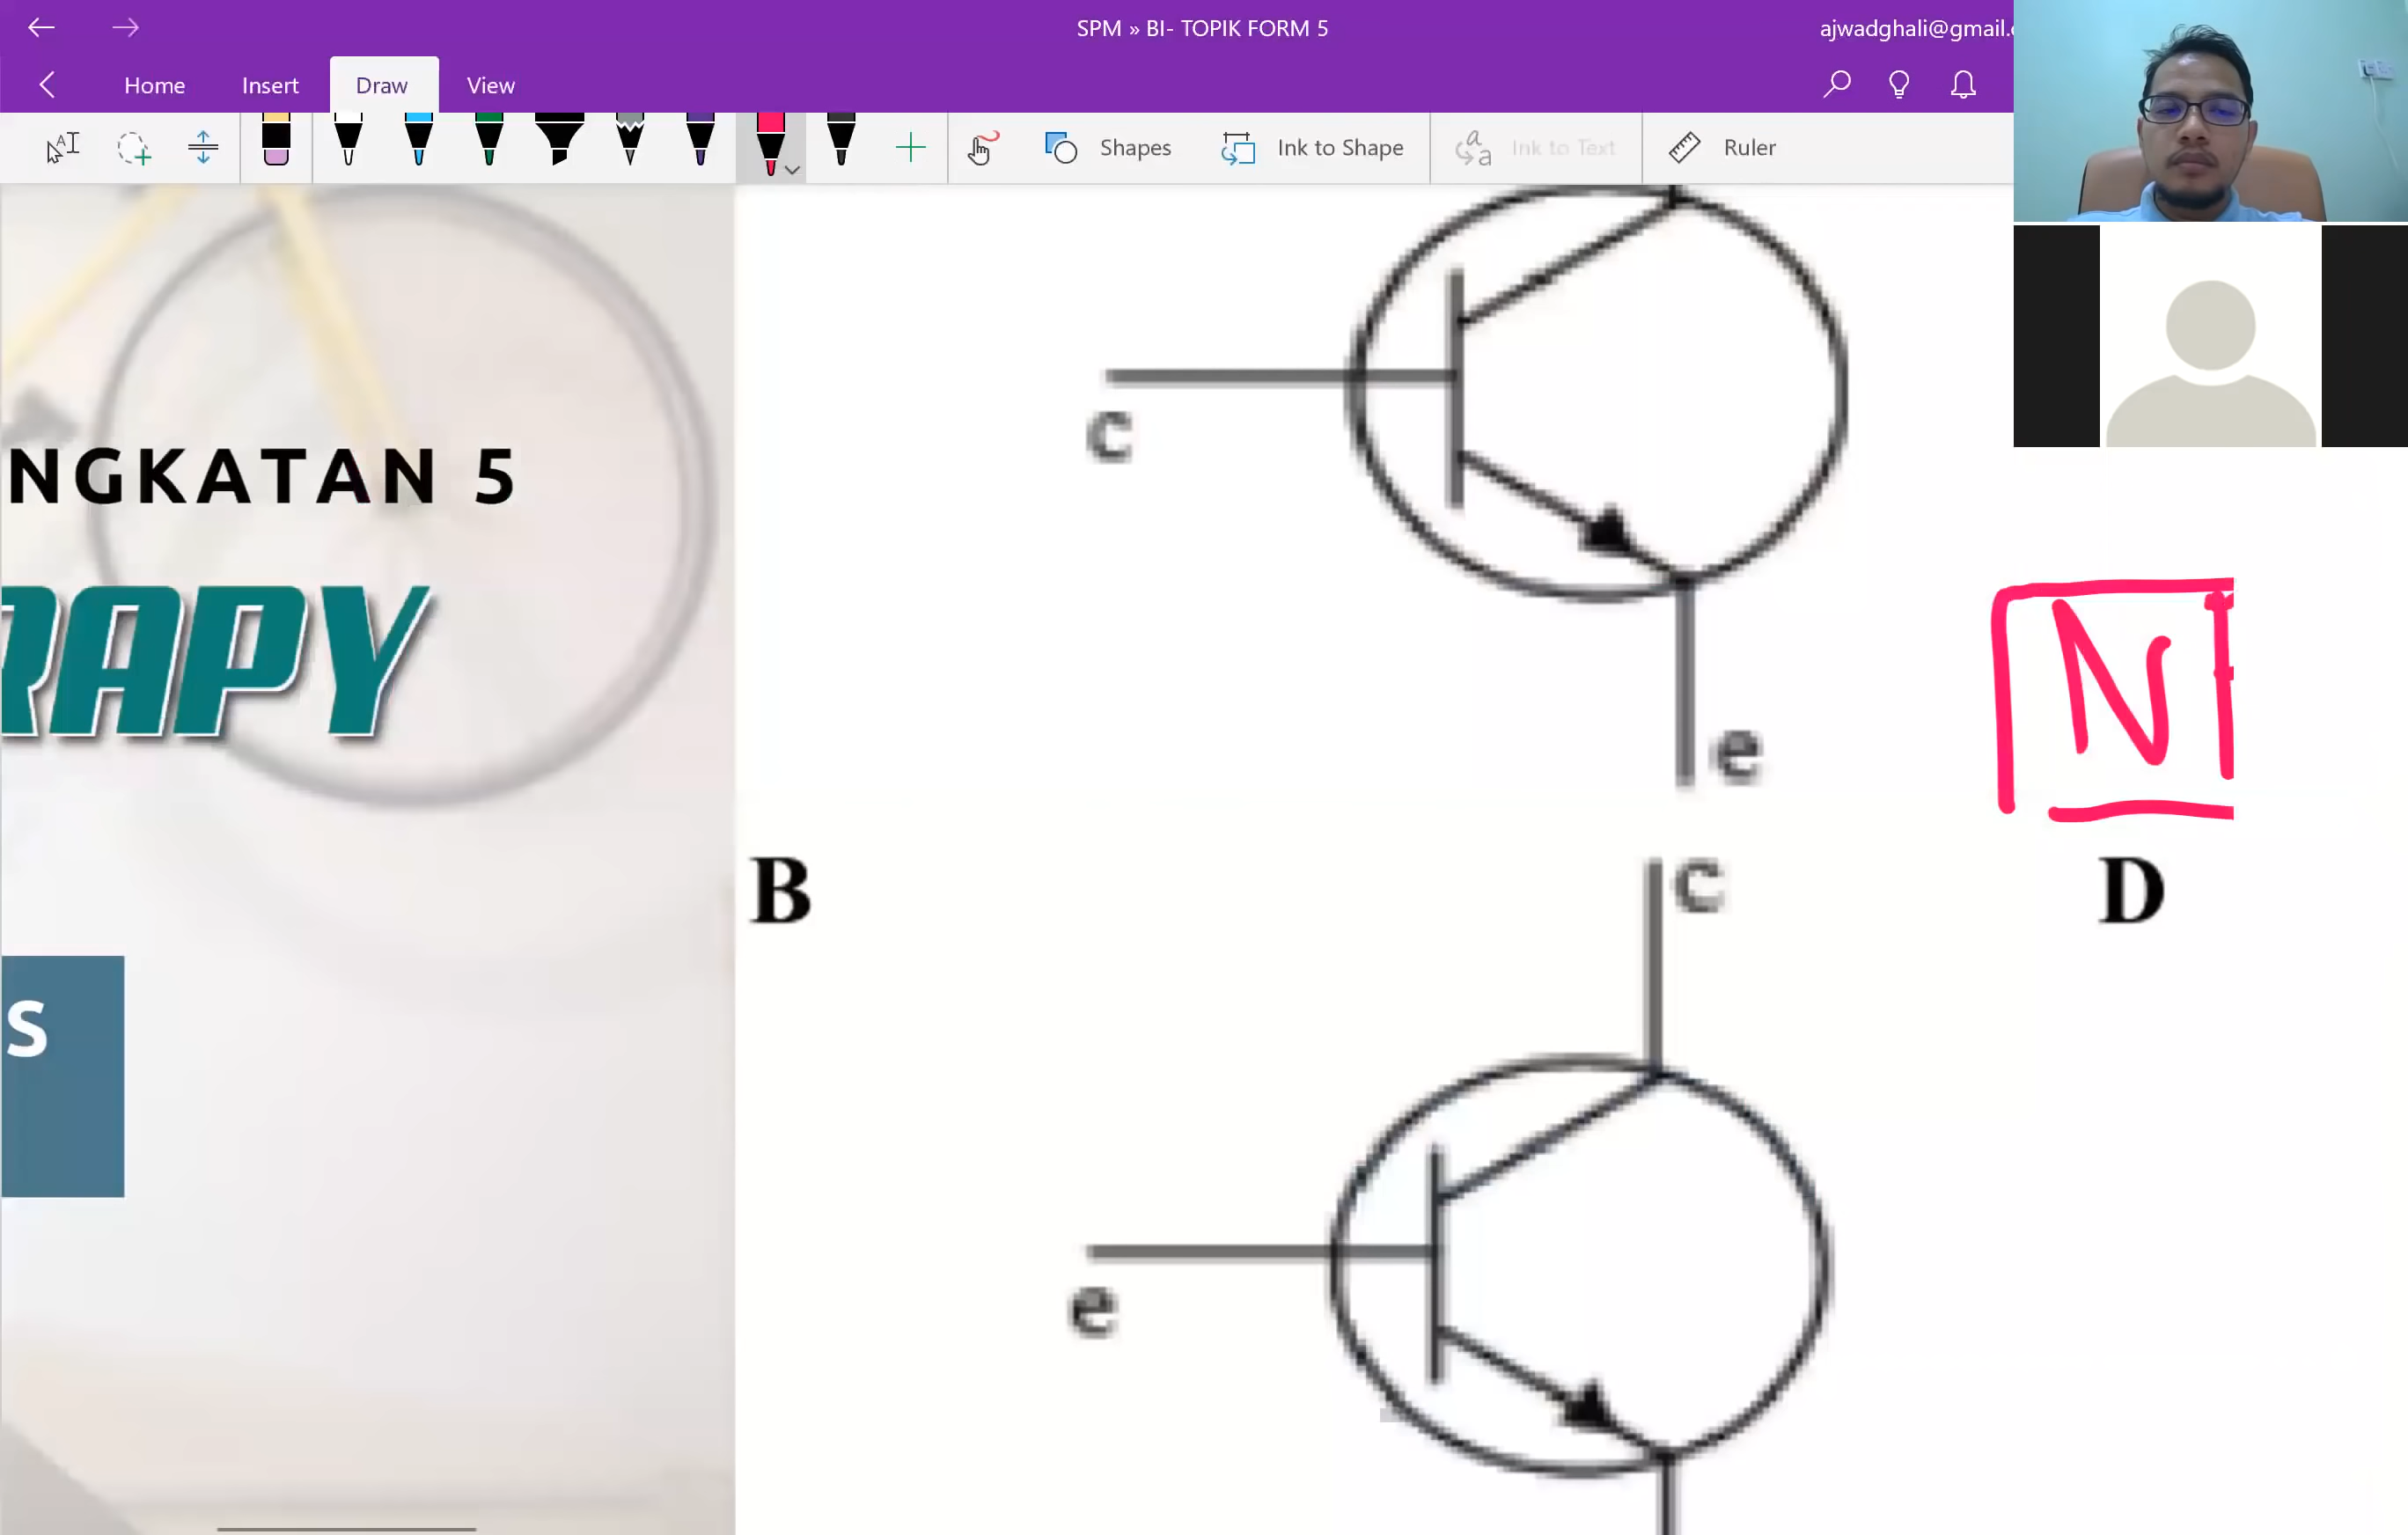 SPM » BI- TOPIK FORM 5
ajwadghali@gmail.
Home
Insert
Draw
View
Shapes
Ink to Shape
Ink to Text
Ruler
NGKATAN 5
RAPY
S
c
e
N
B
c
D
e